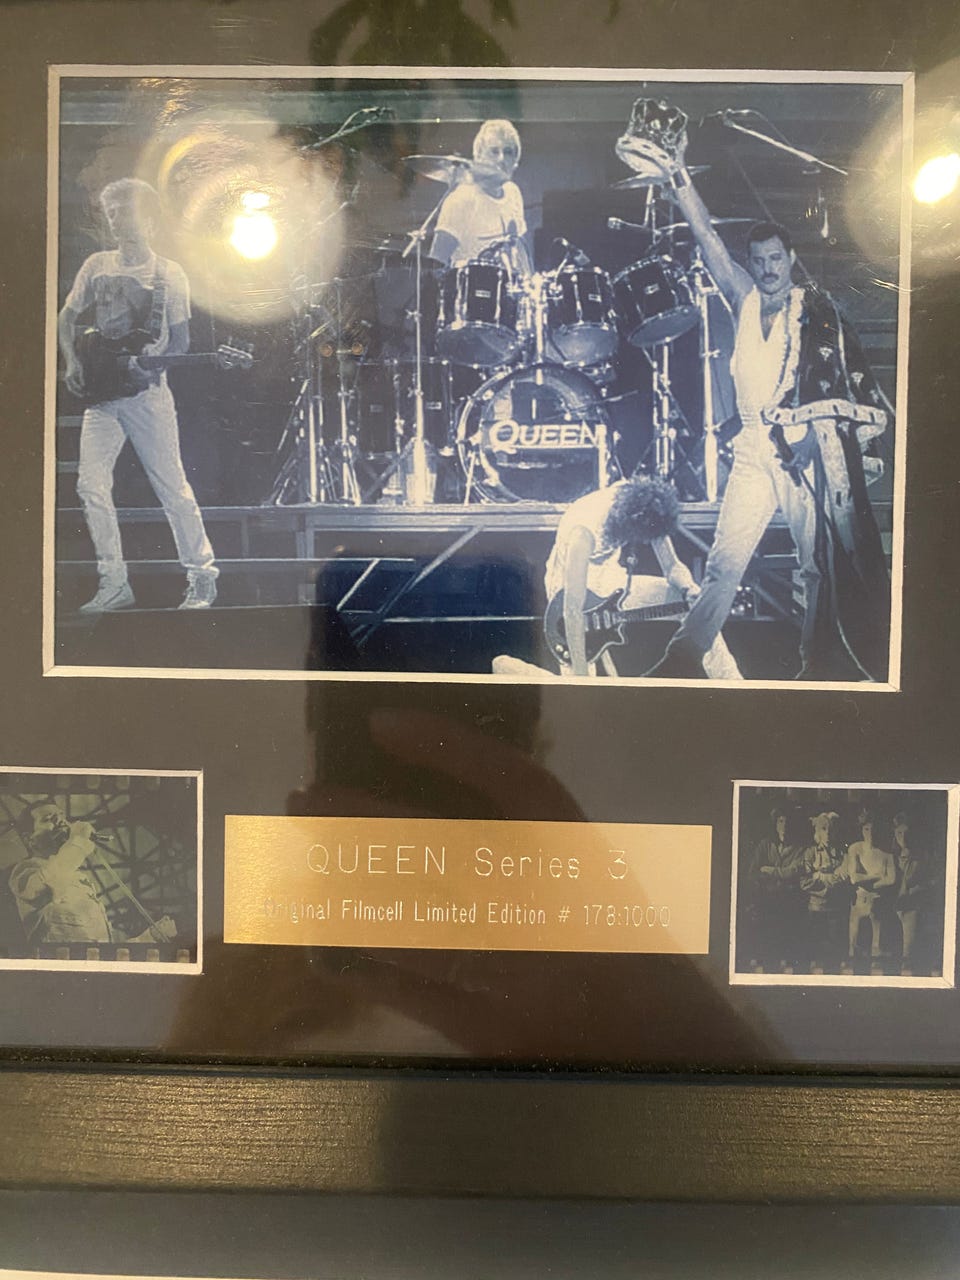 QUEEN
QUEEN Series 3
Original Filmcell Limited Edition # 178:1000